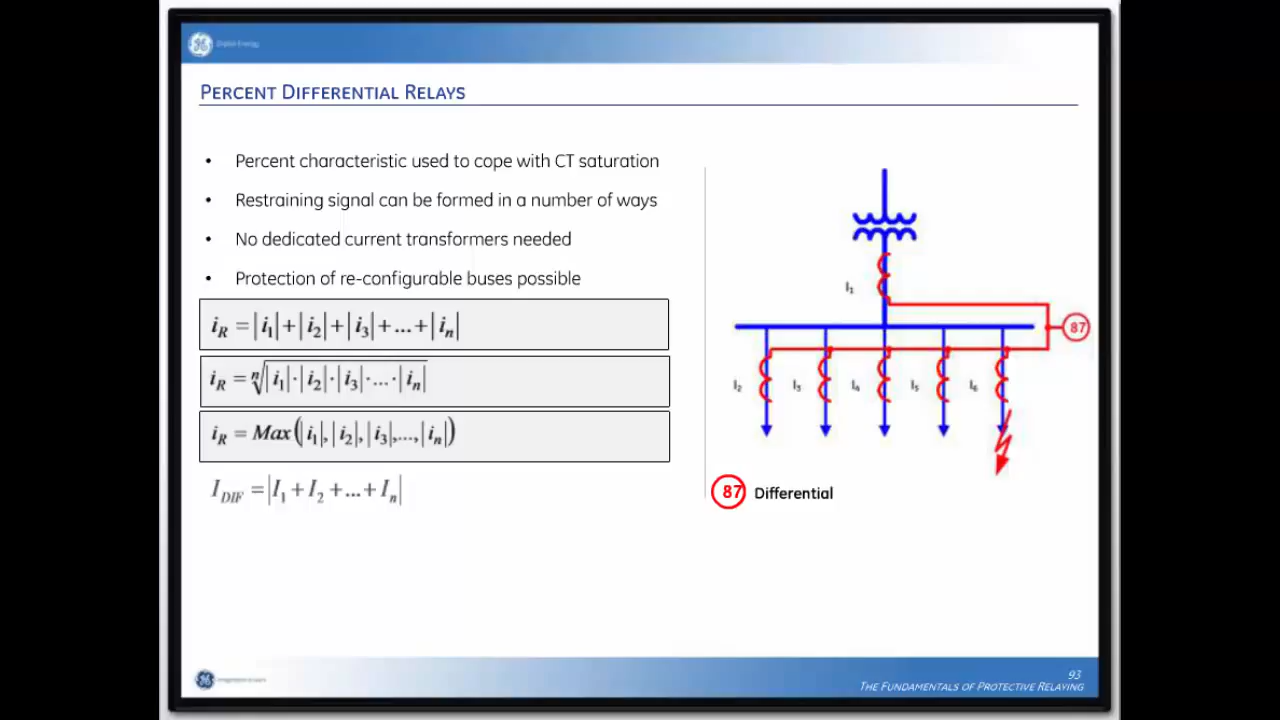 Digital Energy
PERCENT DIFFERENTIAL RELAYS
• Percent characteristic used to cope with CT saturation
• Restraining signal can be formed in a number of ways
• No dedicated current transformers needed
• Protection of re-configurable buses possible
i_R = |i_1| + |i_2| + |i_3| + ... + |i_n|
i_R = ⁿ√(|i_1| · |i_2| · |i_3| · ... · |i_n|)
i_R = Max(|i_1|, |i_2|, |i_3|, ..., |i_n|)
I_DIF = |I_1 + I_2 + ... + I_n|
I_1
87
I_2 I_3 I_4 I_5 I_6
87 Differential
93
THE FUNDAMENTALS OF PROTECTIVE RELAYING